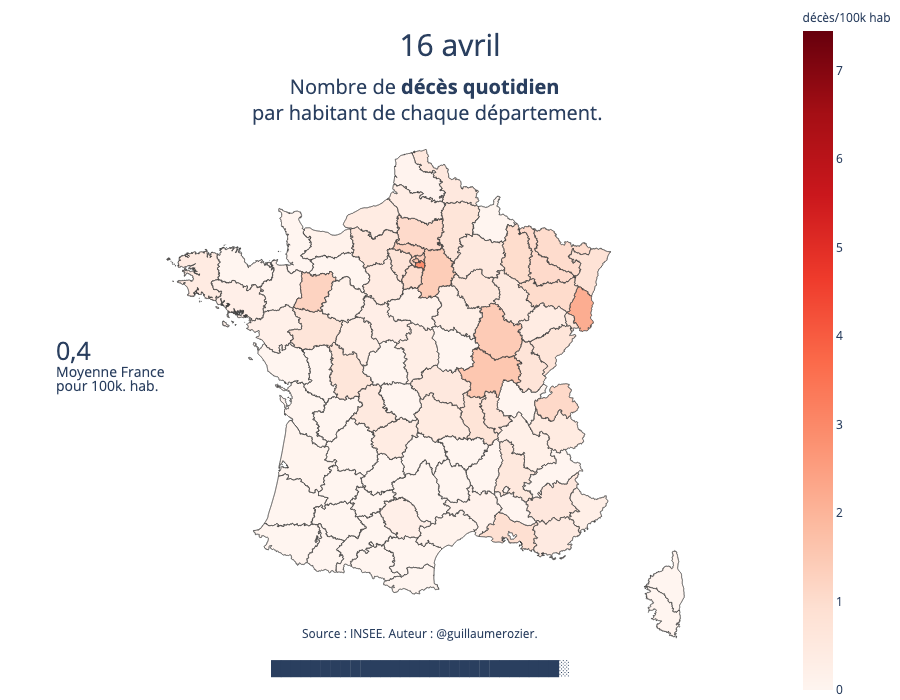 décès/100k hab
16 avril
Nombre de décès quotidien
par habitant de chaque département.
7
6
5
4
3
2
1
0
0,4
Moyenne France
pour 100k. hab.
Source : INSEE. Auteur : @guillaumerozier.